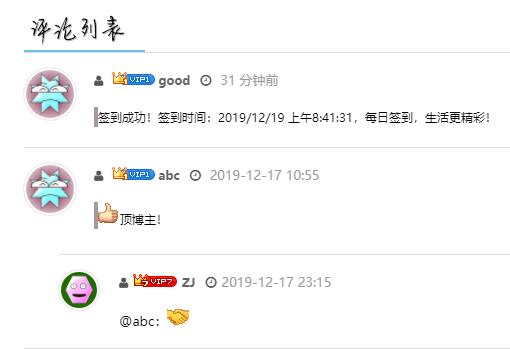 评论列表
VIP1 good 31 分钟前
签到成功！签到时间：2019/12/19 上午8:41:31，每日签到，生活更精彩！
VIP1 abc 2019-12-17 10:55
顶博主！
VIP7 ZJ 2019-12-17 23:15
@abc：